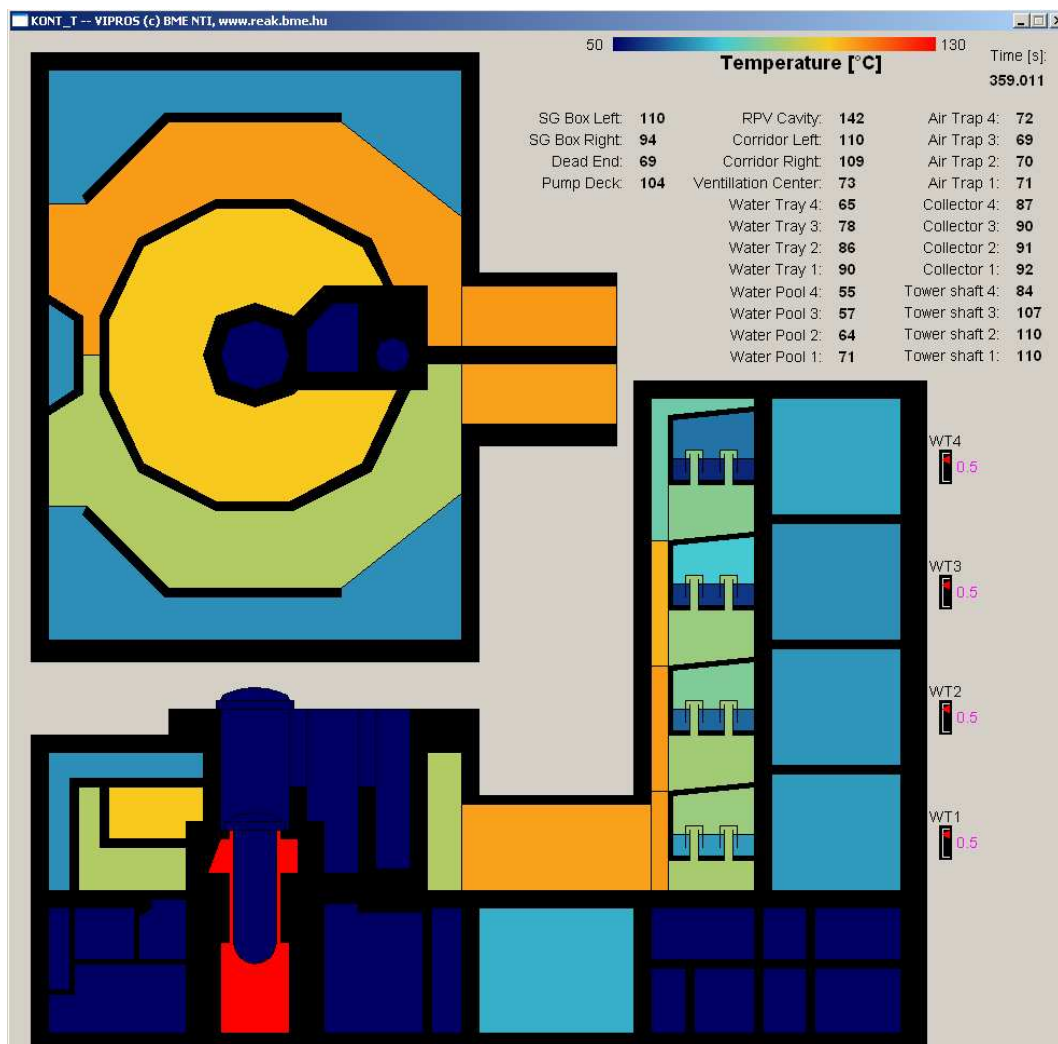 KONT_T -- VIPROS (c) BME NTI, www.reak.bme.hu
50 130
Temperature [°C]
Time [s]:
359.011
SG Box Left: 110 RPV Cavity: 142 Air Trap 4: 72
SG Box Right: 94 Corridor Left: 110 Air Trap 3: 69
Dead End: 69 Corridor Right: 109 Air Trap 2: 70
Pump Deck: 104 Ventillation Center: 73 Air Trap 1: 71
Water Tray 4: 65 Collector 4: 87
Water Tray 3: 78 Collector 3: 90
Water Tray 2: 86 Collector 2: 91
Water Tray 1: 90 Collector 1: 92
Water Pool 4: 55 Tower shaft 4: 84
Water Pool 3: 57 Tower shaft 3: 107
Water Pool 2: 64 Tower shaft 2: 110
Water Pool 1: 71 Tower shaft 1: 110
WT4
0.5
WT3
0.5
WT2
0.5
WT1
0.5